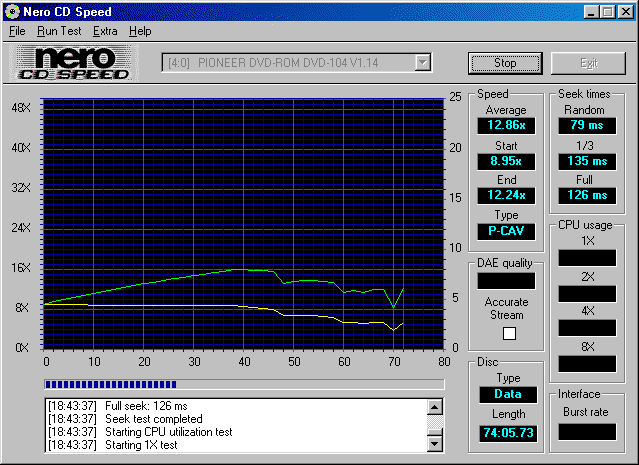 Nero CD Speed
File Run Test Extra Help
nero
CD SPEED
[4:0] PIONEER DVD-ROM DVD-104 V1.14
Stop
Exit
48X
40X
32X
24X
16X
8X
0X
25
20
15
10
5
0
0 10 20 30 40 50 60 70 80
Speed
Average
12.86x
Start
8.95x
End
12.24x
Type
P-CAV
DAE quality
Accurate
Stream
Disc
Type
Data
Length
74:05.73
Seek times
Random
79 ms
1/3
135 ms
Full
126 ms
CPU usage
1X
2X
4X
8X
Interface
Burst rate
[18:43:37] Full seek: 126 ms
[18:43:37] Seek test completed
[18:43:37] Starting CPU utilization test
[18:43:37] Starting 1X test